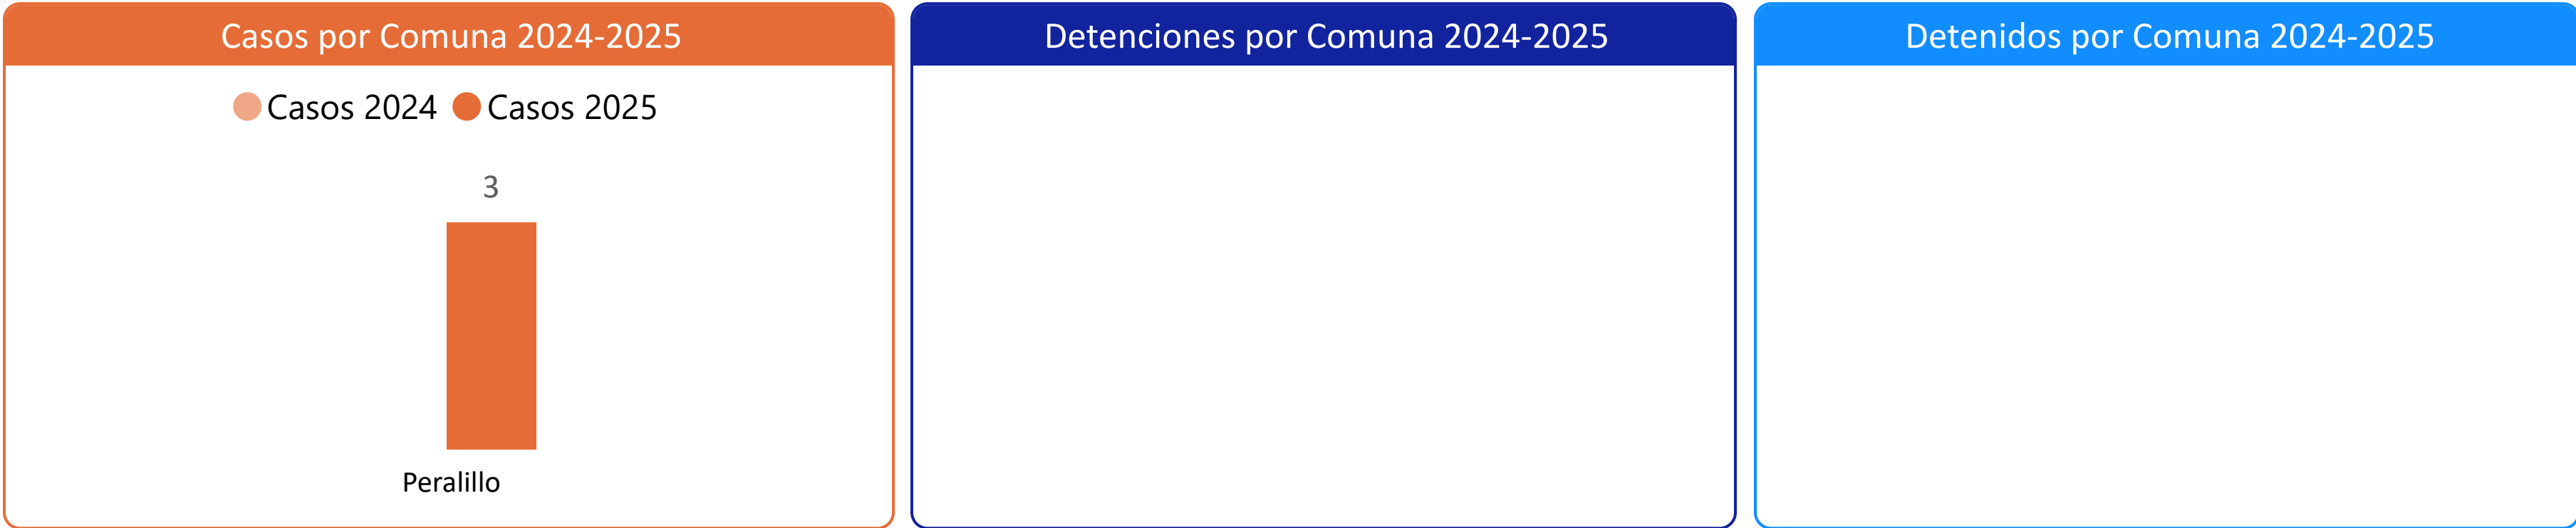 Casos por Comuna 2024-2025
Casos 2024 Casos 2025
3
Peralillo
Detenciones por Comuna 2024-2025
Detenidos por Comuna 2024-2025